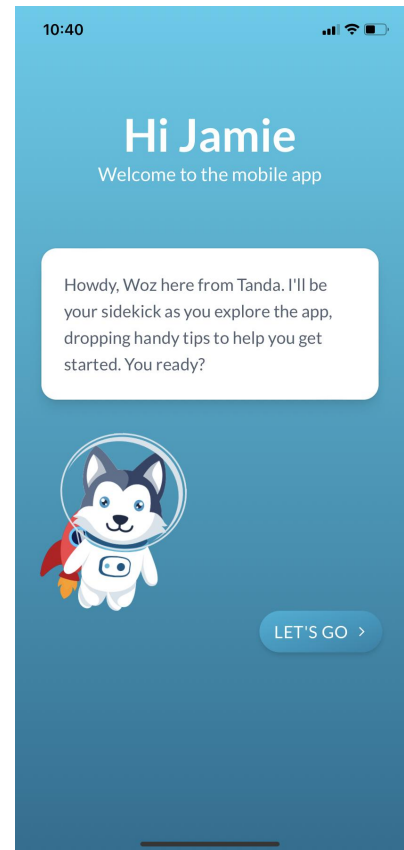 10:40
Hi Jamie
Welcome to the mobile app
Howdy, Woz here from Tanda. I'll be
your sidekick as you explore the app,
dropping handy tips to help you get
started. You ready?
LET'S GO >